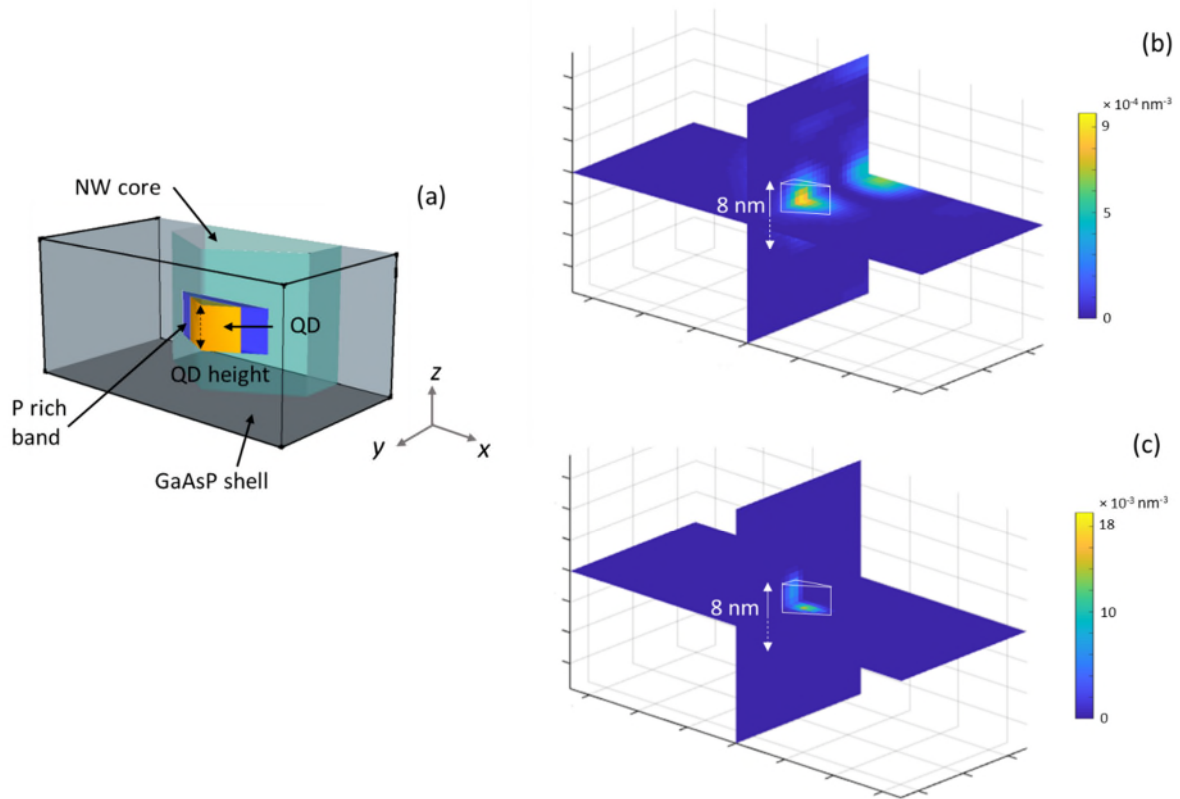 (a)
NW core
QD
QD height
P rich
band
GaAsP shell
z
y
x
(b)
× 10⁻⁴ nm⁻³
9
5
0
8 nm
(c)
× 10⁻³ nm⁻³
18
10
0
8 nm